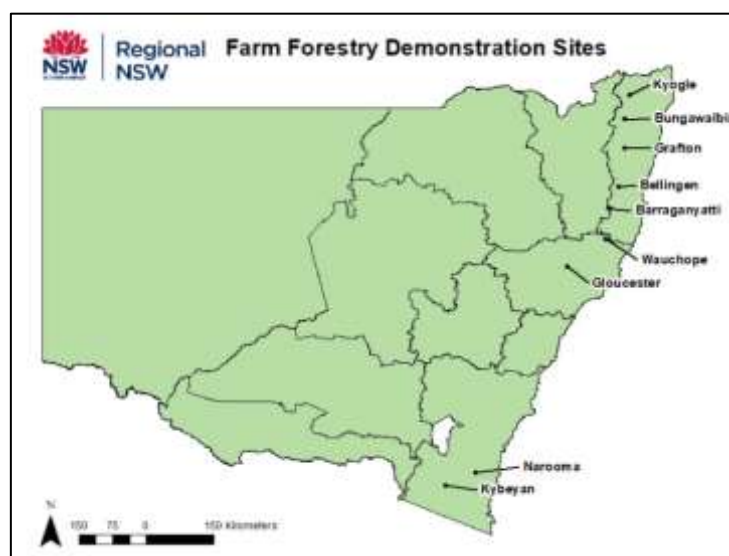 Regional NSW
Farm Forestry Demonstration Sites
NSW
Kyogle
Bungawalbi
Grafton
Bellingen
Barraganyatti
Wauchope
Gloucester
Narooma
Kybeyan
N
150 75 0 150 Kilometers